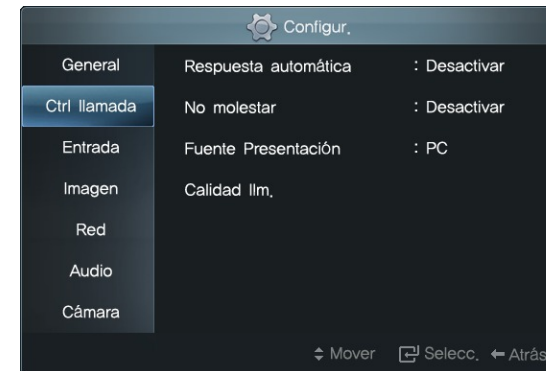 Configur.
General
Ctrl llamada
Entrada
Imagen
Red
Audio
Cámara
Respuesta automática : Desactivar
No molestar : Desactivar
Fuente Presentación : PC
Calidad llm.
Mover Selecc. Atrás